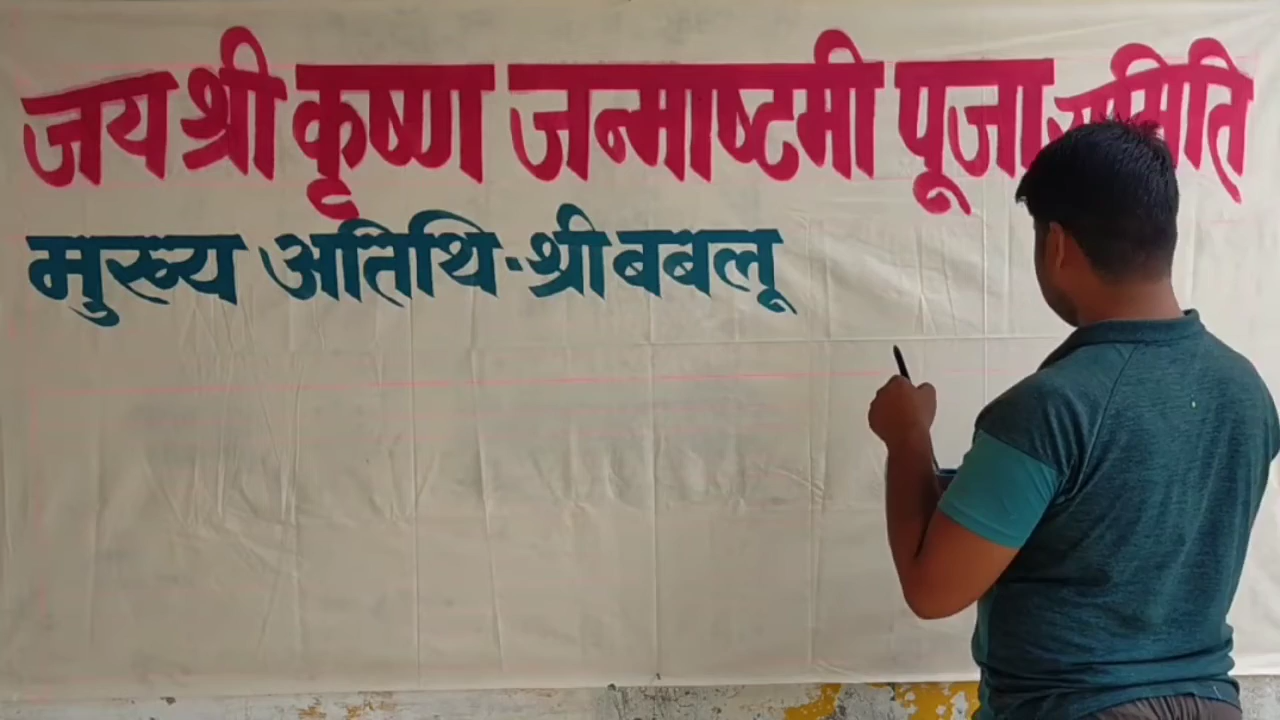 जय श्री कृष्ण जन्माष्टमी पूजा समिति
मुख्य अतिथि-श्री बबलू